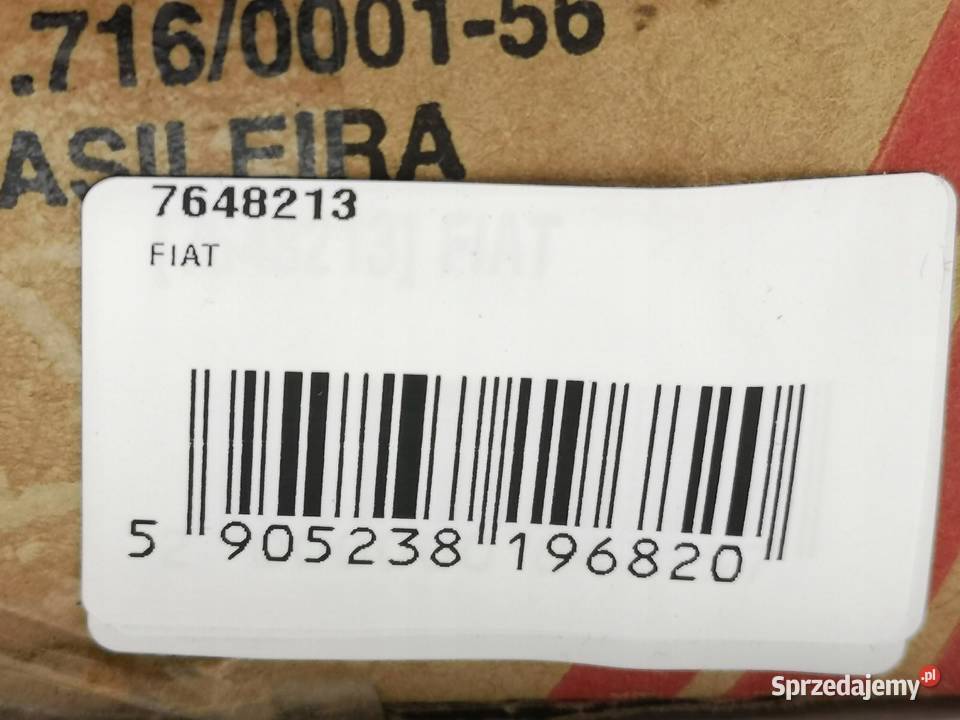 .716/0001-56
ASILEIRA
7648213
FIAT
5 905238 196820
Sprzedajemy.pl